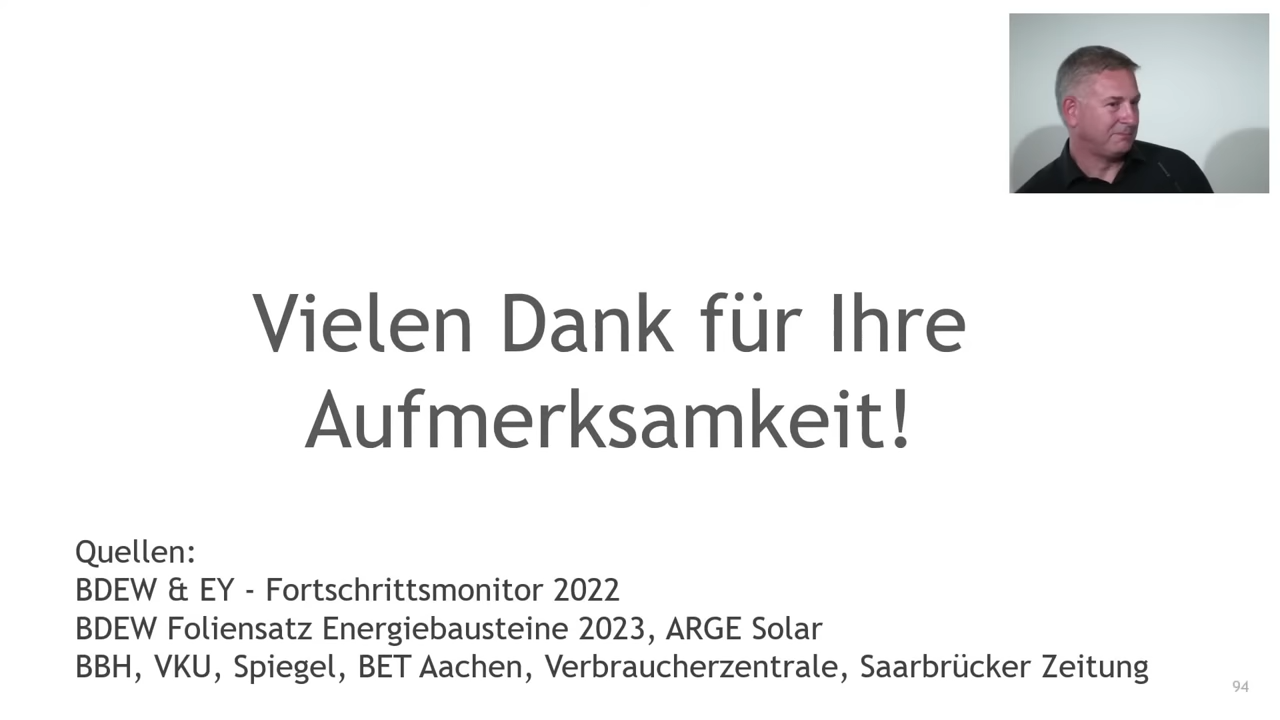 Vielen Dank für Ihre
Aufmerksamkeit!
Quellen:
BDEW & EY - Fortschrittsmonitor 2022
BDEW Foliensatz Energiebausteine 2023, ARGE Solar
BBH, VKU, Spiegel, BET Aachen, Verbraucherzentrale, Saarbrücker Zeitung
94